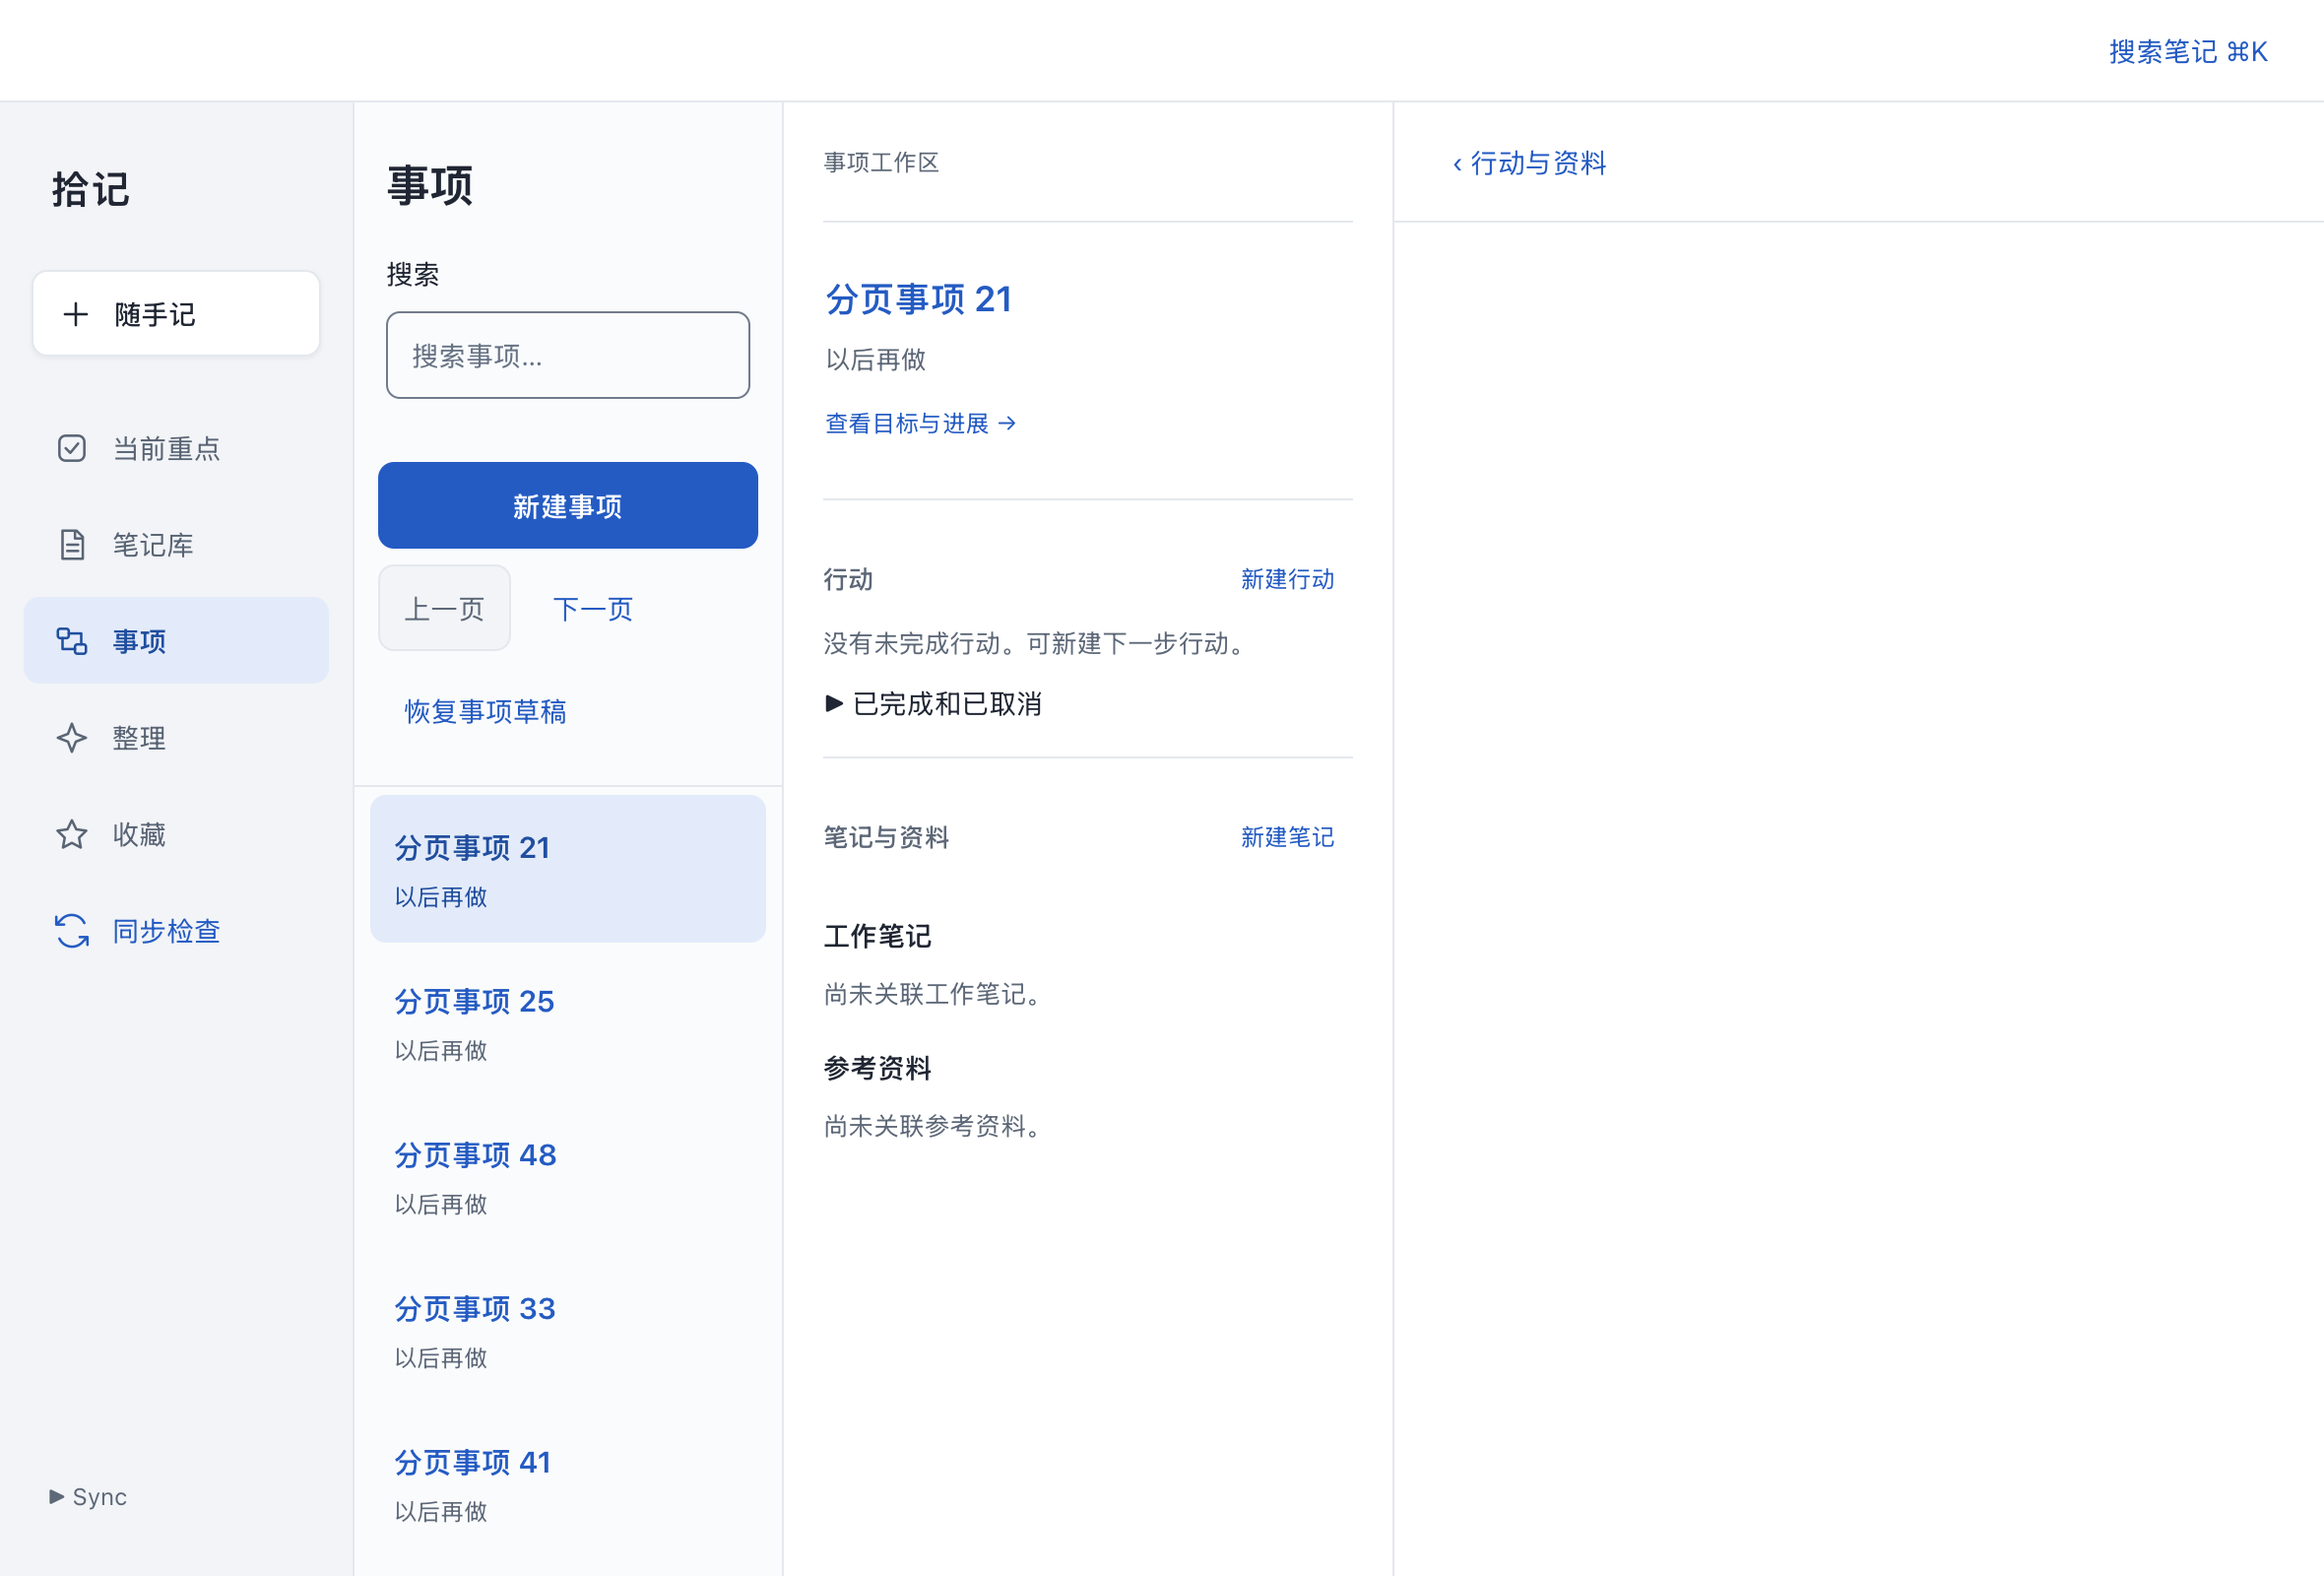 搜索笔记 ⌘K
拾记
随手记
当前重点
笔记库
事项
整理
收藏
同步检查
Sync
事项
搜索
搜索事项...
新建事项
上一页
下一页
恢复事项草稿
分页事项 21
以后再做
分页事项 25
以后再做
分页事项 48
以后再做
分页事项 33
以后再做
分页事项 41
以后再做
事项工作区
分页事项 21
以后再做
查看目标与进展 →
行动
新建行动
没有未完成行动。可新建下一步行动。
▶ 已完成和已取消
笔记与资料
新建笔记
工作笔记
尚未关联工作笔记。
参考资料
尚未关联参考资料。
‹ 行动与资料